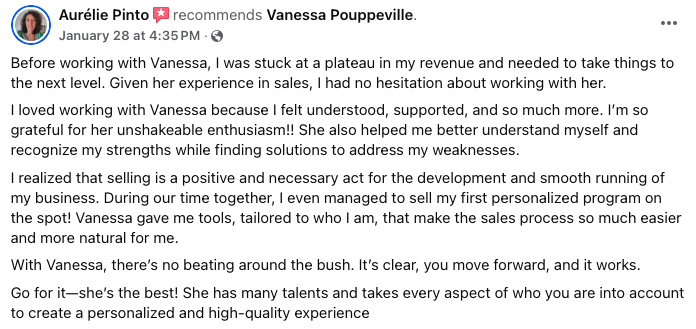 Aurélie Pinto recommends Vanessa Pouppeville.
January 28 at 4:35 PM ·
Before working with Vanessa, I was stuck at a plateau in my revenue and needed to take things to
the next level. Given her experience in sales, I had no hesitation about working with her.
I loved working with Vanessa because I felt understood, supported, and so much more. I’m so
grateful for her unshakeable enthusiasm!! She also helped me better understand myself and
recognize my strengths while finding solutions to address my weaknesses.
I realized that selling is a positive and necessary act for the development and smooth running of
my business. During our time together, I even managed to sell my first personalized program on
the spot! Vanessa gave me tools, tailored to who I am, that make the sales process so much easier
and more natural for me.
With Vanessa, there’s no beating around the bush. It’s clear, you move forward, and it works.
Go for it—she’s the best! She has many talents and takes every aspect of who you are into account
to create a personalized and high-quality experience